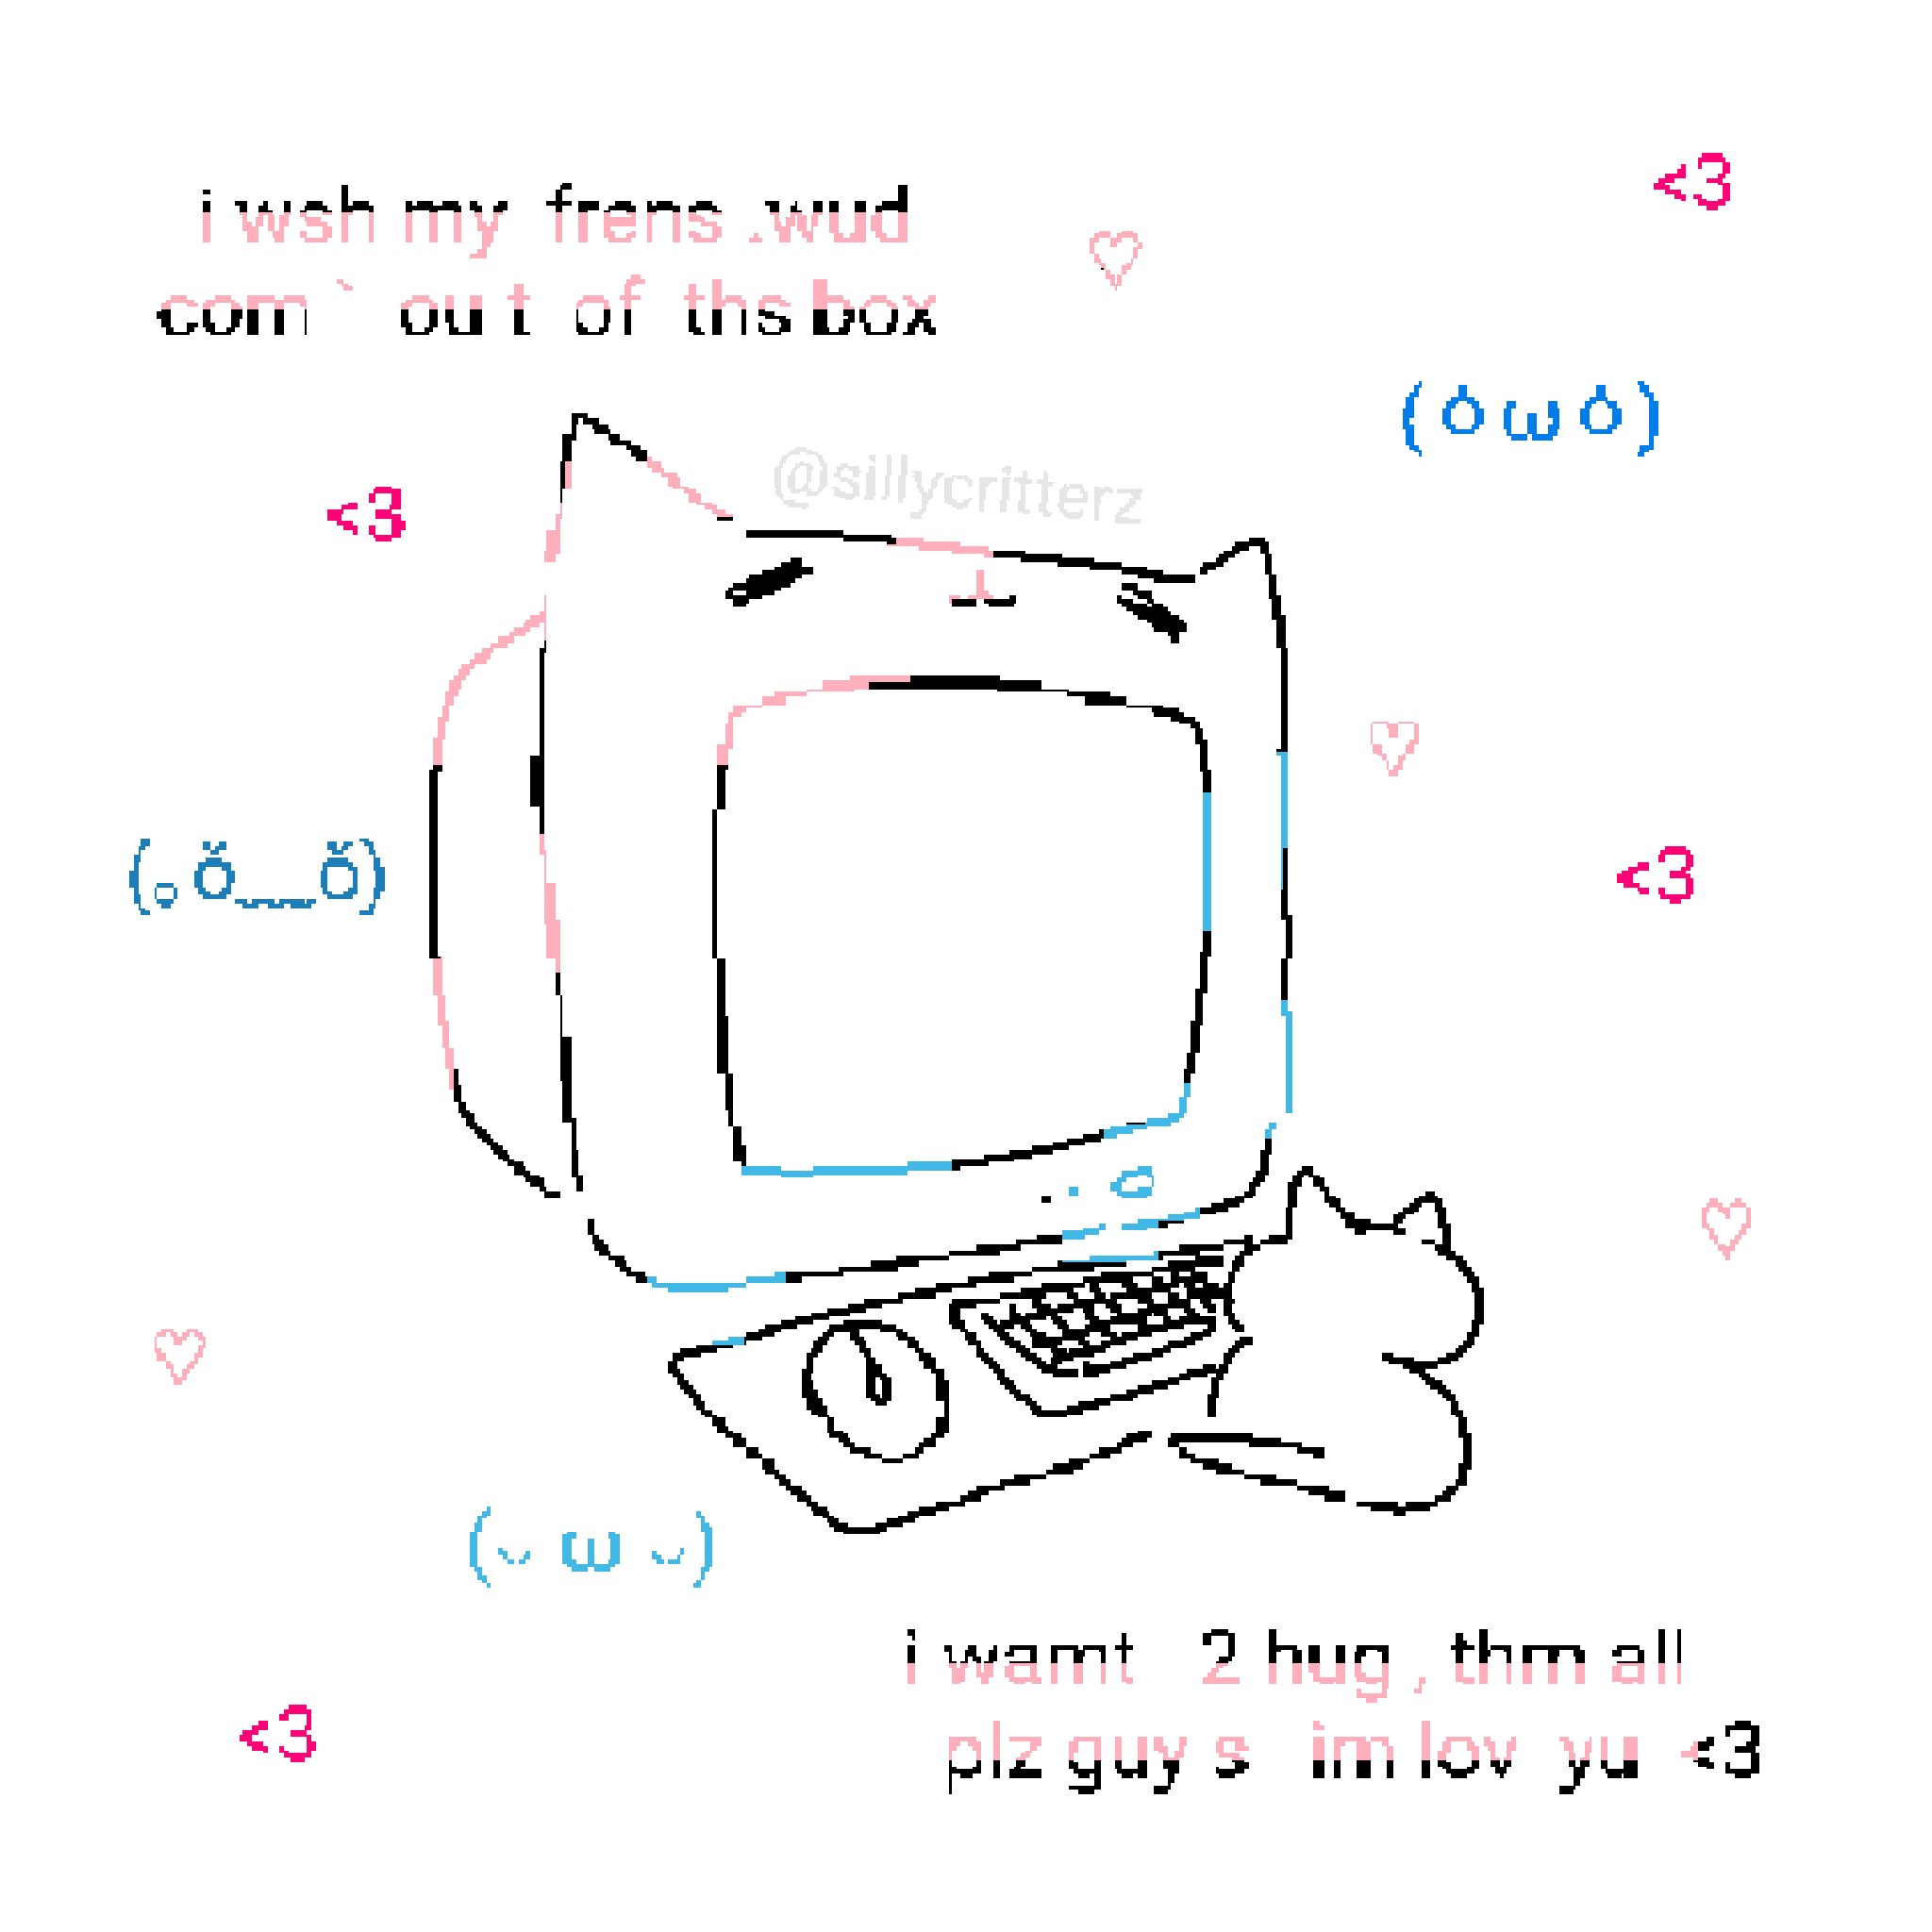 i wsh my frens .wud
com ` ou t of ths box
<3
♡
( ó ω ò )
@sillycritterz
<3
♡
(｡ ǒ﹏ǒ)
<3
♡
♡
(ᴗ ω ᴗ)
i wamt 2 hug , thm all
plz guy s im lov yu <3
<3